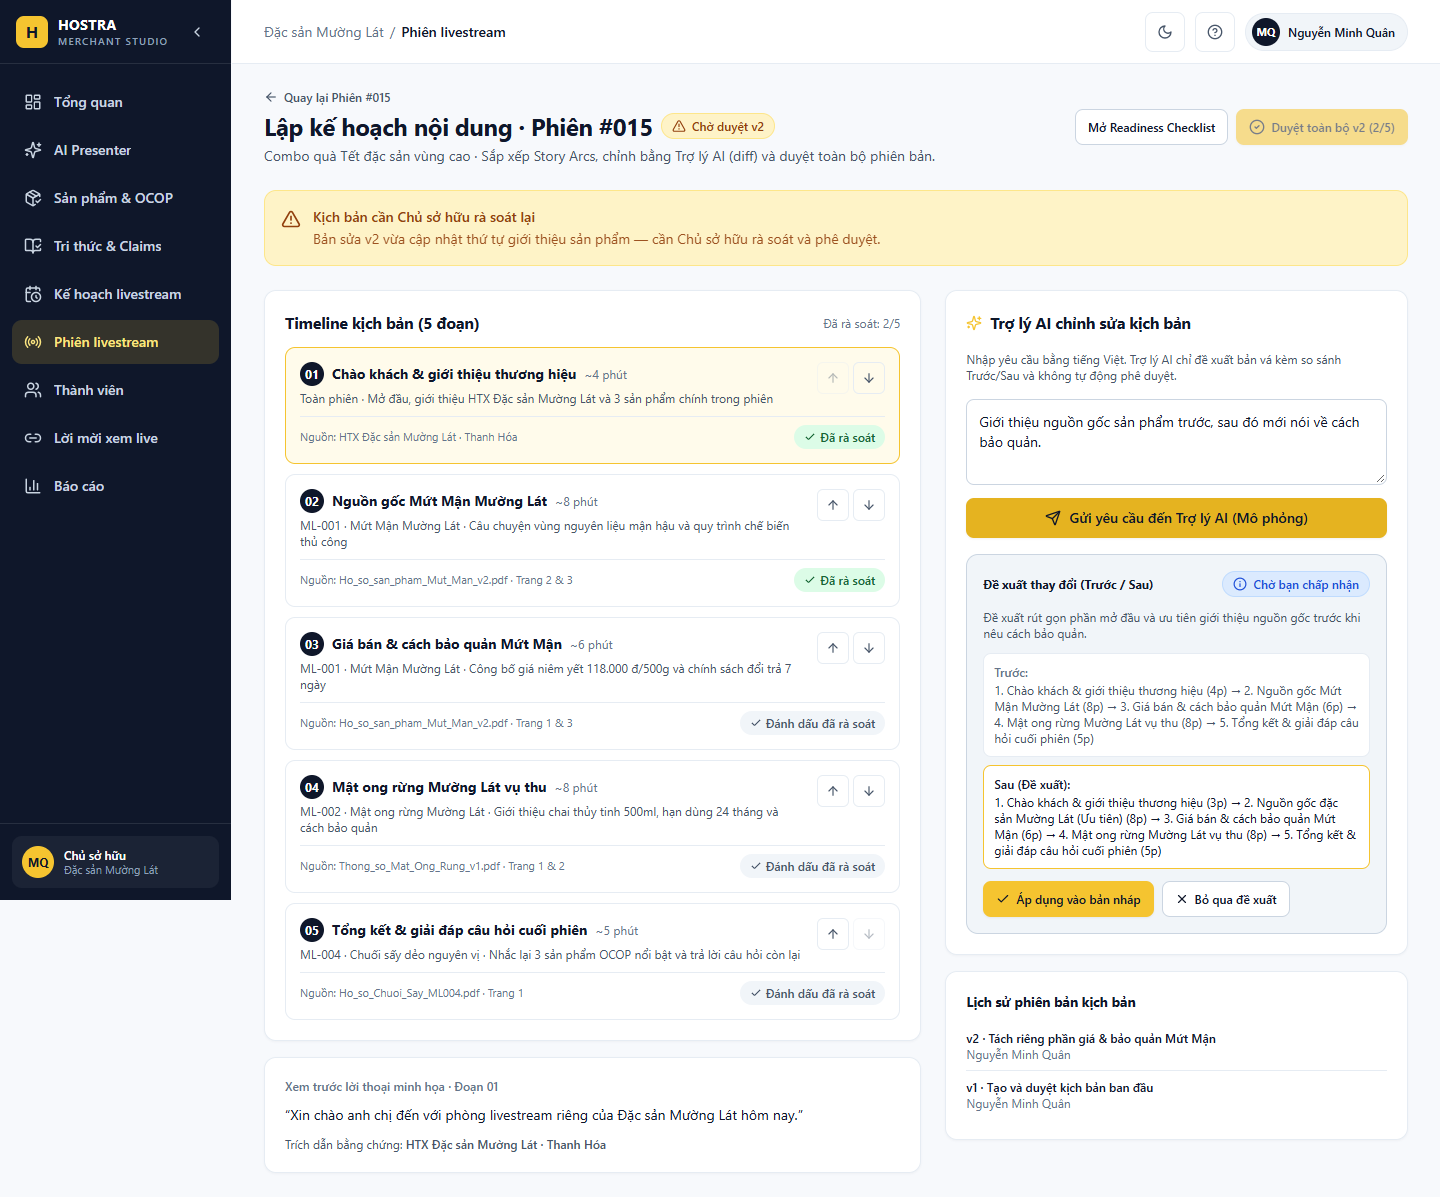 H
HOSTRA
MERCHANT STUDIO
Tổng quan
AI Presenter
Sản phẩm & OCOP
Tri thức & Claims
Kế hoạch livestream
Phiên livestream
Thành viên
Lời mời xem live
Báo cáo
MQ
Chủ sở hữu
Đặc sản Mường Lát
Đặc sản Mường Lát / Phiên livestream
MQ Nguyễn Minh Quân
Quay lại Phiên #015
Lập kế hoạch nội dung · Phiên #015
Chờ duyệt v2
Combo quà Tết đặc sản vùng cao · Sắp xếp Story Arcs, chỉnh bằng Trợ lý AI (diff) và duyệt toàn bộ phiên bản.
Mở Readiness Checklist
Duyệt toàn bộ v2 (2/5)
Kịch bản cần Chủ sở hữu rà soát lại
Bản sửa v2 vừa cập nhật thứ tự giới thiệu sản phẩm — cần Chủ sở hữu rà soát và phê duyệt.
Timeline kịch bản (5 đoạn)
Đã rà soát: 2/5
01 Chào khách & giới thiệu thương hiệu ~4 phút
Toàn phiên · Mở đầu, giới thiệu HTX Đặc sản Mường Lát và 3 sản phẩm chính trong phiên
Nguồn: HTX Đặc sản Mường Lát · Thanh Hóa
Đã rà soát
02 Nguồn gốc Mứt Mận Mường Lát ~8 phút
ML-001 · Mứt Mận Mường Lát · Câu chuyện vùng nguyên liệu mận hậu và quy trình chế biến
thủ công
Nguồn: Ho_so_san_pham_Mut_Man_v2.pdf · Trang 2 & 3
Đã rà soát
03 Giá bán & cách bảo quản Mứt Mận ~6 phút
ML-001 · Mứt Mận Mường Lát · Công bố giá niêm yết 118.000 đ/500g và chính sách đổi trả 7
ngày
Nguồn: Ho_so_san_pham_Mut_Man_v2.pdf · Trang 1 & 3
Đánh dấu đã rà soát
04 Mật ong rừng Mường Lát vụ thu ~8 phút
ML-002 · Mật ong rừng Mường Lát · Giới thiệu chai thủy tinh 500ml, hạn dùng 24 tháng và
cách bảo quản
Nguồn: Thong_so_Mat_Ong_Rung_v1.pdf · Trang 1 & 2
Đánh dấu đã rà soát
05 Tổng kết & giải đáp câu hỏi cuối phiên ~5 phút
ML-004 · Chuối sấy dẻo nguyên vị · Nhắc lại 3 sản phẩm OCOP nổi bật và trả lời câu hỏi còn lại
Nguồn: Ho_so_Chuoi_Say_ML004.pdf · Trang 1
Đánh dấu đã rà soát
Xem trước lời thoại minh họa · Đoạn 01
“Xin chào anh chị đến với phòng livestream riêng của Đặc sản Mường Lát hôm nay.”
Trích dẫn bằng chứng: HTX Đặc sản Mường Lát · Thanh Hóa
Trợ lý AI chỉnh sửa kịch bản
Nhập yêu cầu bằng tiếng Việt. Trợ lý AI chỉ đề xuất bản vá kèm so sánh
Trước/Sau và không tự động phê duyệt.
Giới thiệu nguồn gốc sản phẩm trước, sau đó mới nói về cách
bảo quản.
Gửi yêu cầu đến Trợ lý AI (Mô phỏng)
Đề xuất thay đổi (Trước / Sau)
Chờ bạn chấp nhận
Đề xuất rút gọn phần mở đầu và ưu tiên giới thiệu nguồn gốc trước khi
nêu cách bảo quản.
Trước:
1. Chào khách & giới thiệu thương hiệu (4p) → 2. Nguồn gốc Mứt
Mận Mường Lát (8p) → 3. Giá bán & cách bảo quản Mứt Mận (6p) →
4. Mật ong rừng Mường Lát vụ thu (8p) → 5. Tổng kết & giải đáp câu
hỏi cuối phiên (5p)
Sau (Đề xuất):
1. Chào khách & giới thiệu thương hiệu (3p) → 2. Nguồn gốc đặc
sản Mường Lát (Ưu tiên) (8p) → 3. Giá bán & cách bảo quản Mứt
Mận (6p) → 4. Mật ong rừng Mường Lát vụ thu (8p) → 5. Tổng kết &
giải đáp câu hỏi cuối phiên (5p)
Áp dụng vào bản nháp
Bỏ qua đề xuất
Lịch sử phiên bản kịch bản
v2 · Tách riêng phần giá & bảo quản Mứt Mận
Nguyễn Minh Quân
v1 · Tạo và duyệt kịch bản ban đầu
Nguyễn Minh Quân